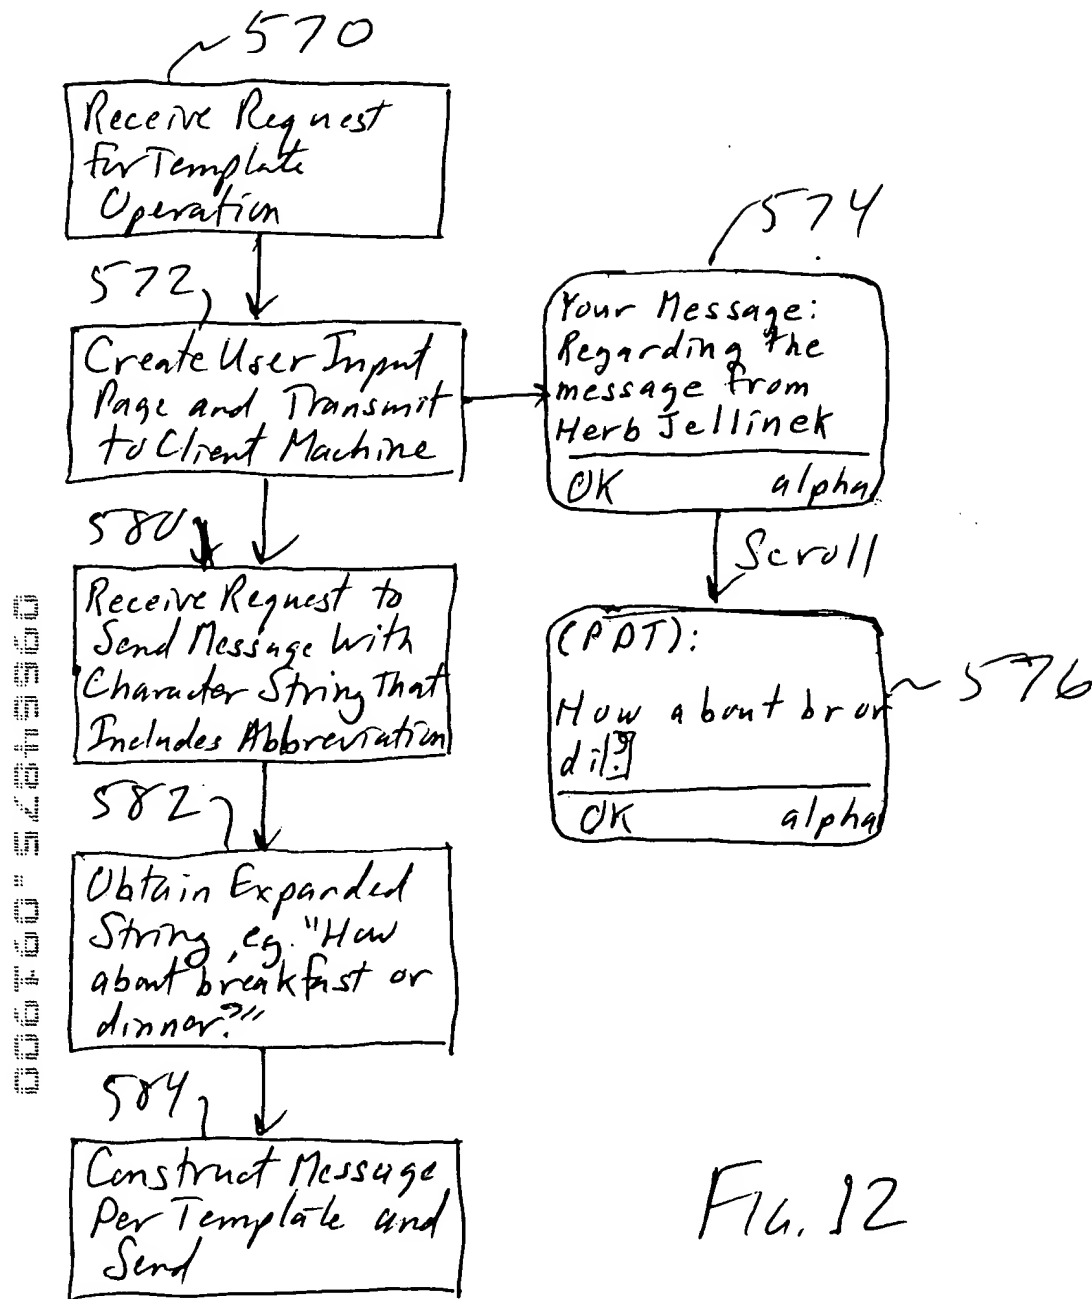 570
Receive Request
for Template
Operation
572
Create User Input
Page and Transmit
to Client Machine
574
Your Message:
Regarding the
message from
Herb Jellinek
OK alpha
Scroll
(PDT):
How about br or
di?
OK alpha
576
580
Receive Request to
Send Message with
Character String That
Includes Abbreviation
582
Obtain Expanded
String, eg. "How
about breakfast or
dinner?"
584
Construct Message
Per Template and
Send
FIG. 12